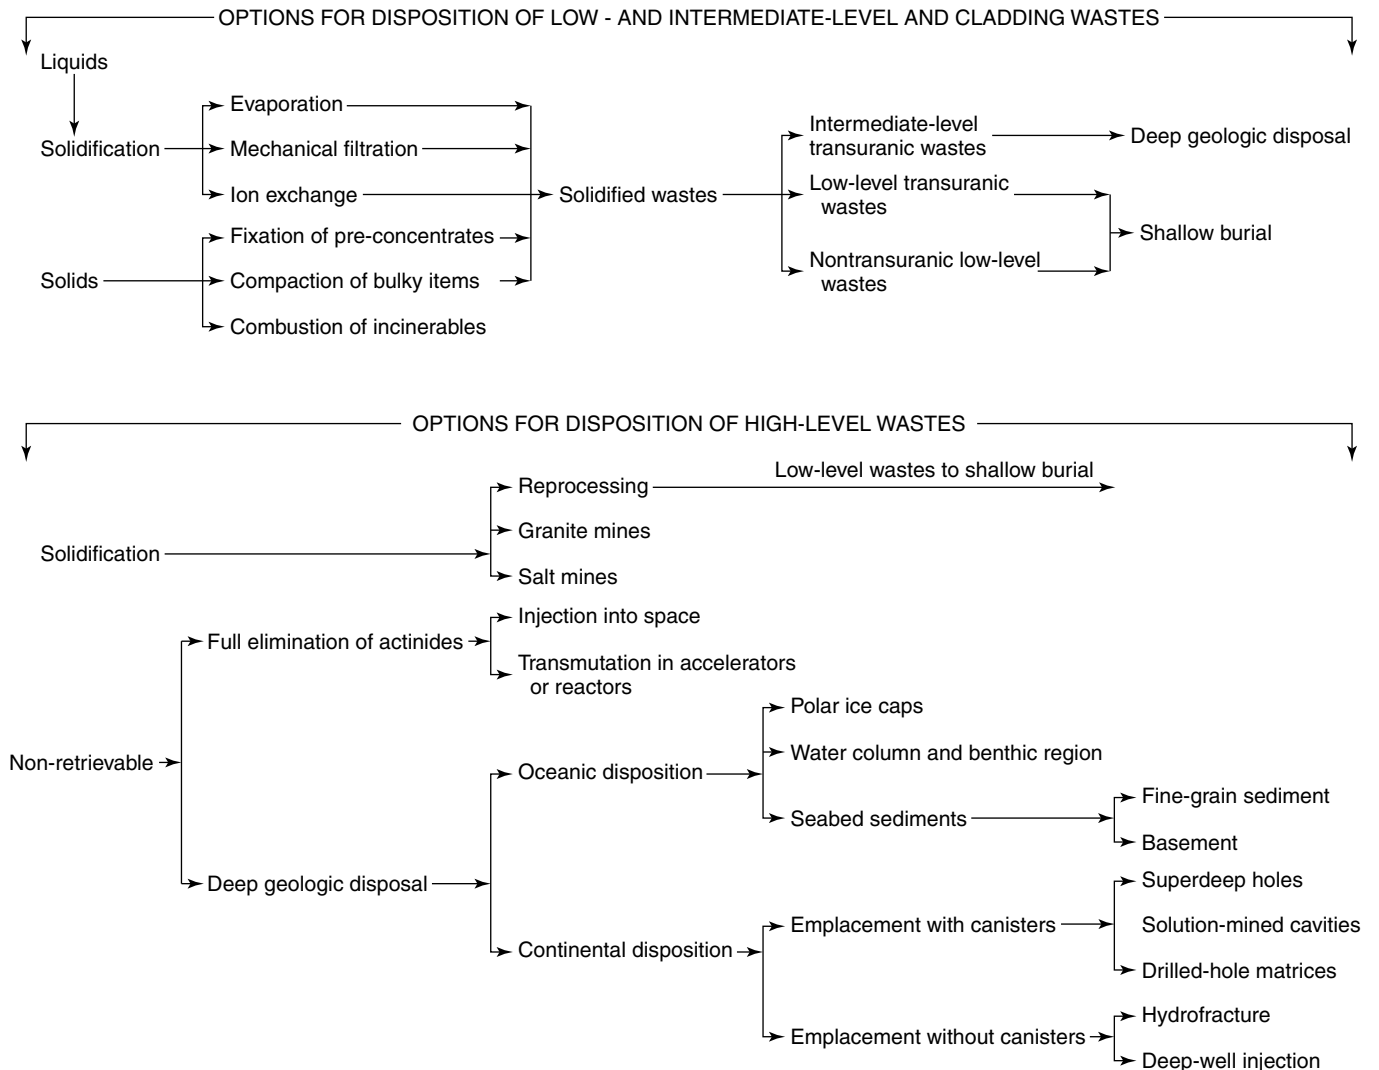 OPTIONS FOR DISPOSITION OF LOW - AND INTERMEDIATE-LEVEL AND CLADDING WASTES
Liquids
Solidification
Evaporation
Mechanical filtration
Ion exchange
Solids
Fixation of pre-concentrates
Compaction of bulky items
Combustion of incinerables
Solidified wastes
Intermediate-level
transuranic wastes
Low-level transuranic
wastes
Nontransuranic low-level
wastes
Deep geologic disposal
Shallow burial
OPTIONS FOR DISPOSITION OF HIGH-LEVEL WASTES
Solidification
Reprocessing
Low-level wastes to shallow burial
Granite mines
Salt mines
Non-retrievable
Full elimination of actinides
Injection into space
Transmutation in accelerators
or reactors
Deep geologic disposal
Oceanic disposition
Polar ice caps
Water column and benthic region
Seabed sediments
Fine-grain sediment
Basement
Continental disposition
Emplacement with canisters
Superdeep holes
Solution-mined cavities
Drilled-hole matrices
Emplacement without canisters
Hydrofracture
Deep-well injection